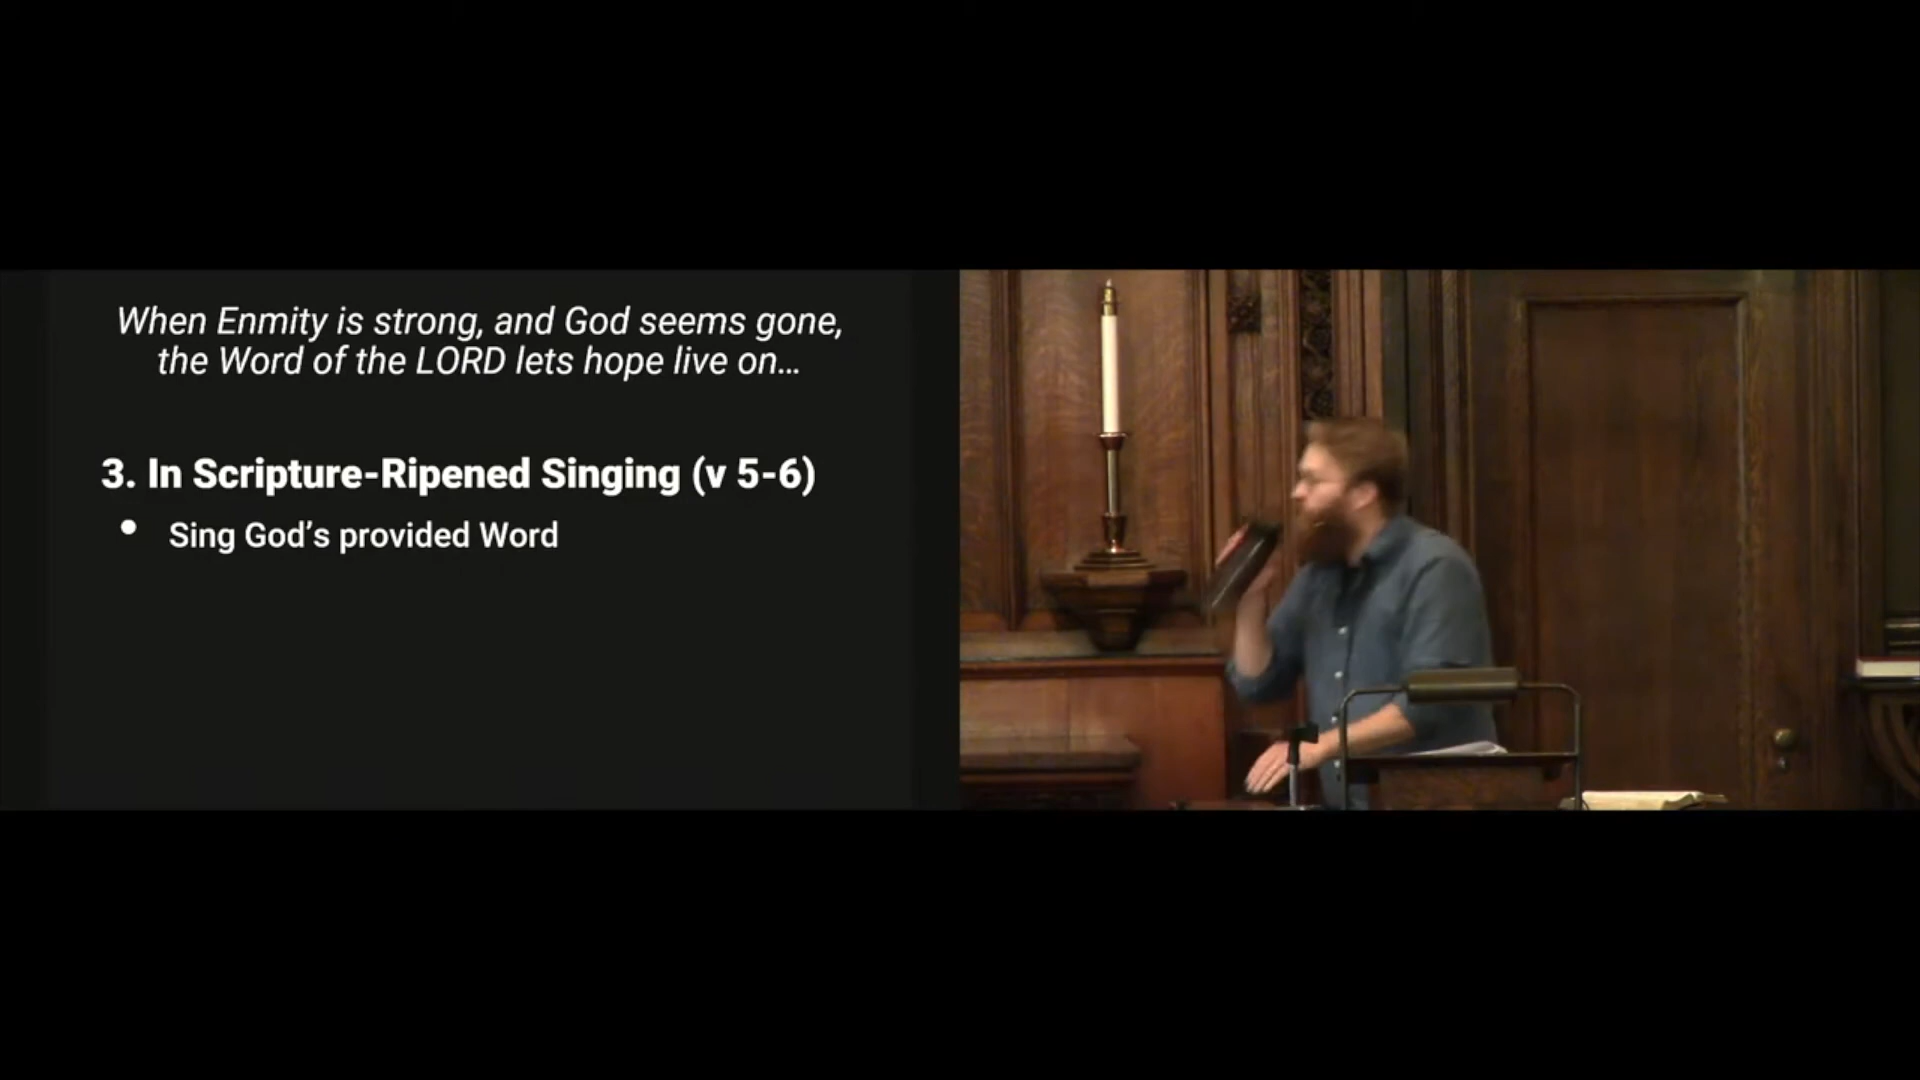 When Enmity is strong, and God seems gone,
the Word of the LORD lets hope live on...
3. In Scripture-Ripened Singing (v 5-6)
• Sing God’s provided Word